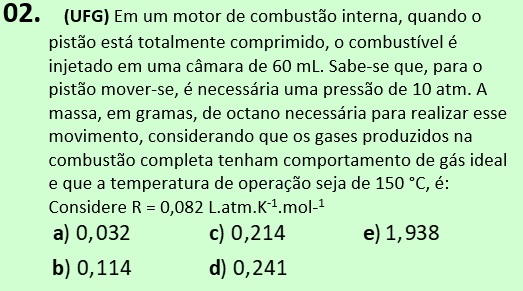 02. (UFG) Em um motor de combustão interna, quando o
pistão está totalmente comprimido, o combustível é
injetado em uma câmara de 60 mL. Sabe-se que, para o
pistão mover-se, é necessária uma pressão de 10 atm. A
massa, em gramas, de octano necessária para realizar esse
movimento, considerando que os gases produzidos na
combustão completa tenham comportamento de gás ideal
e que a temperatura de operação seja de 150 °C, é:
Considere R = 0,082 L.atm.K⁻¹.mol-¹
a) 0,032 c) 0,214 e) 1,938
b) 0,114 d) 0,241